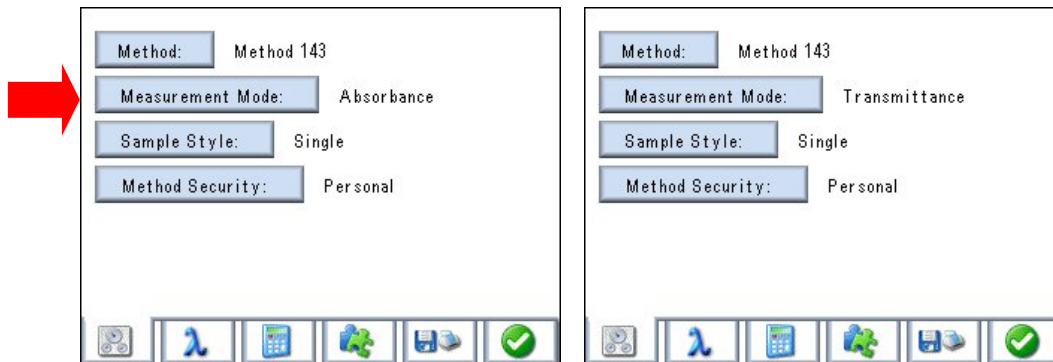 Method: Method 143
Measurement Mode: Absorbance
Sample Style: Single
Method Security: Personal
λ
Method: Method 143
Measurement Mode: Transmittance
Sample Style: Single
Method Security: Personal
λ